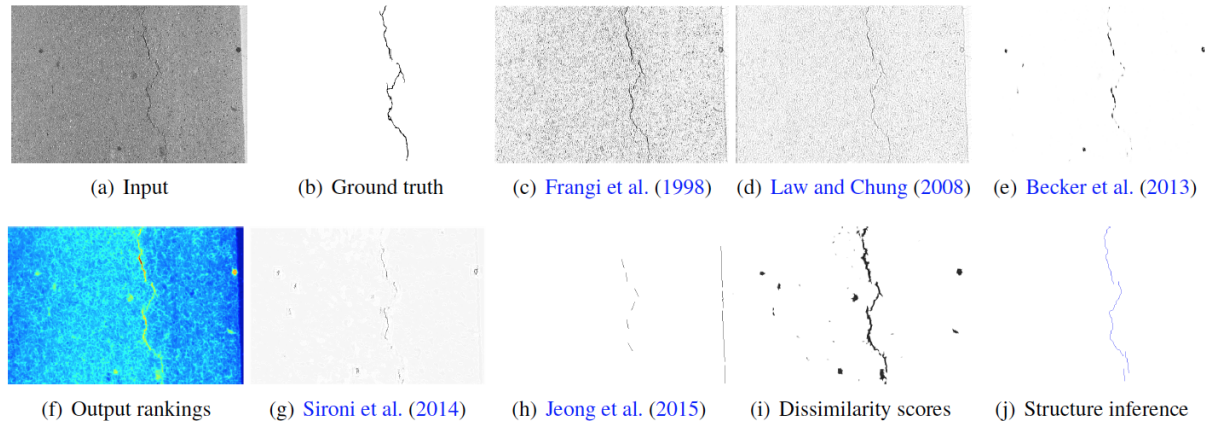 (a) Input
(b) Ground truth
(c) Frangi et al. (1998)
(d) Law and Chung (2008)
(e) Becker et al. (2013)
(f) Output rankings
(g) Sironi et al. (2014)
(h) Jeong et al. (2015)
(i) Dissimilarity scores
(j) Structure inference